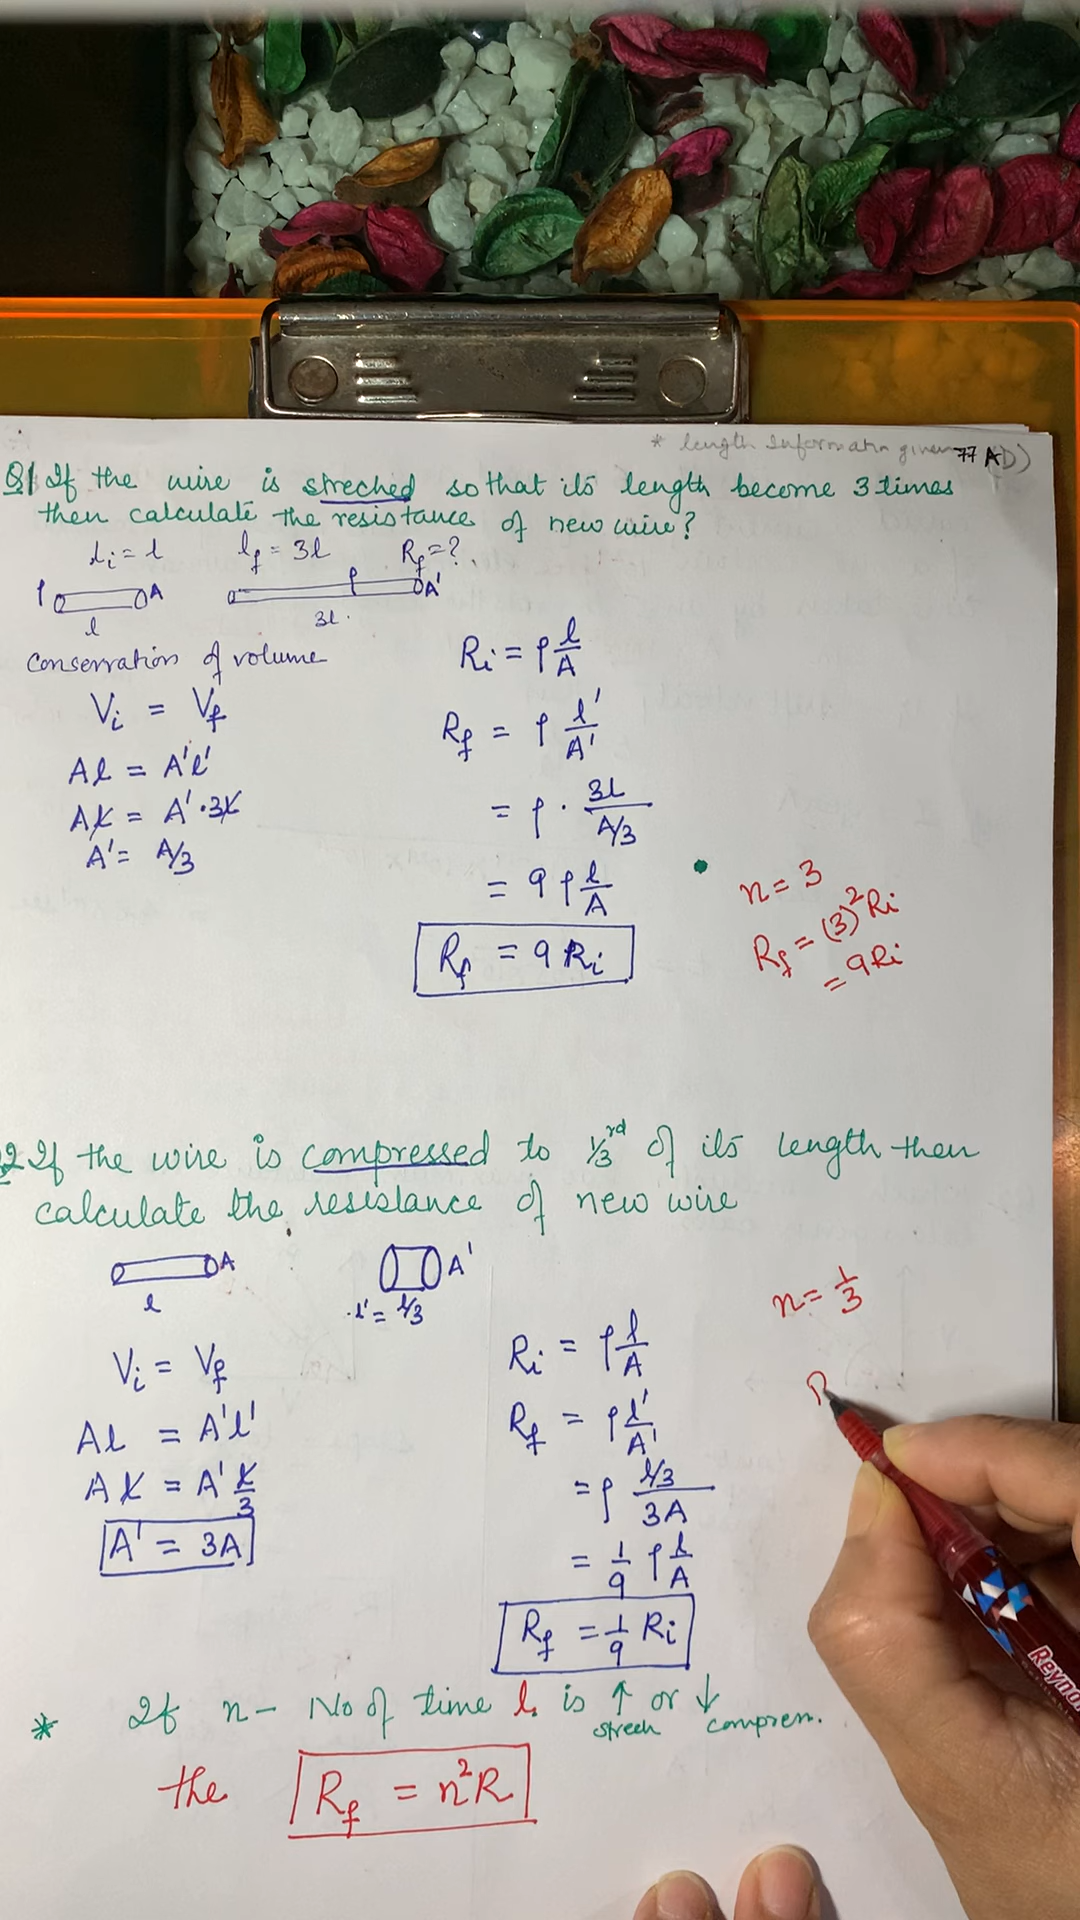 * length Information given 77 A D)
Q1 If the wire is streched so that its length become 3 times
then calculate the resistance of new wire?
li = l lf = 3l Rf = ?
ρ A ρ A'
l 3l.
Conservation of volume
Vi = Vf
Al = A'l'
Al = A'·3l
A' = A/3
Ri = ρ l/A
Rf = ρ l'/A'
= ρ · 3l/A/3
= 9 ρ l/A
Rf = 9 Ri
n = 3
Rf = (3)² Ri
= 9Ri
Q2 If the wire is compressed to 1/3rd of its length then
calculate the resistance of new wire
A A'
l l' = l/3
Vi = Vf
Al = A'l'
Al = A' l/3
A' = 3A
Ri = ρ l/A
Rf = ρ l'/A'
= ρ l/3/3A
= 1/9 ρ l/A
Rf = 1/9 Ri
n = 1/3
R
* If n - No of time l. is ↑ or ↓
strech compren.
the Rf = n²R
Reyno